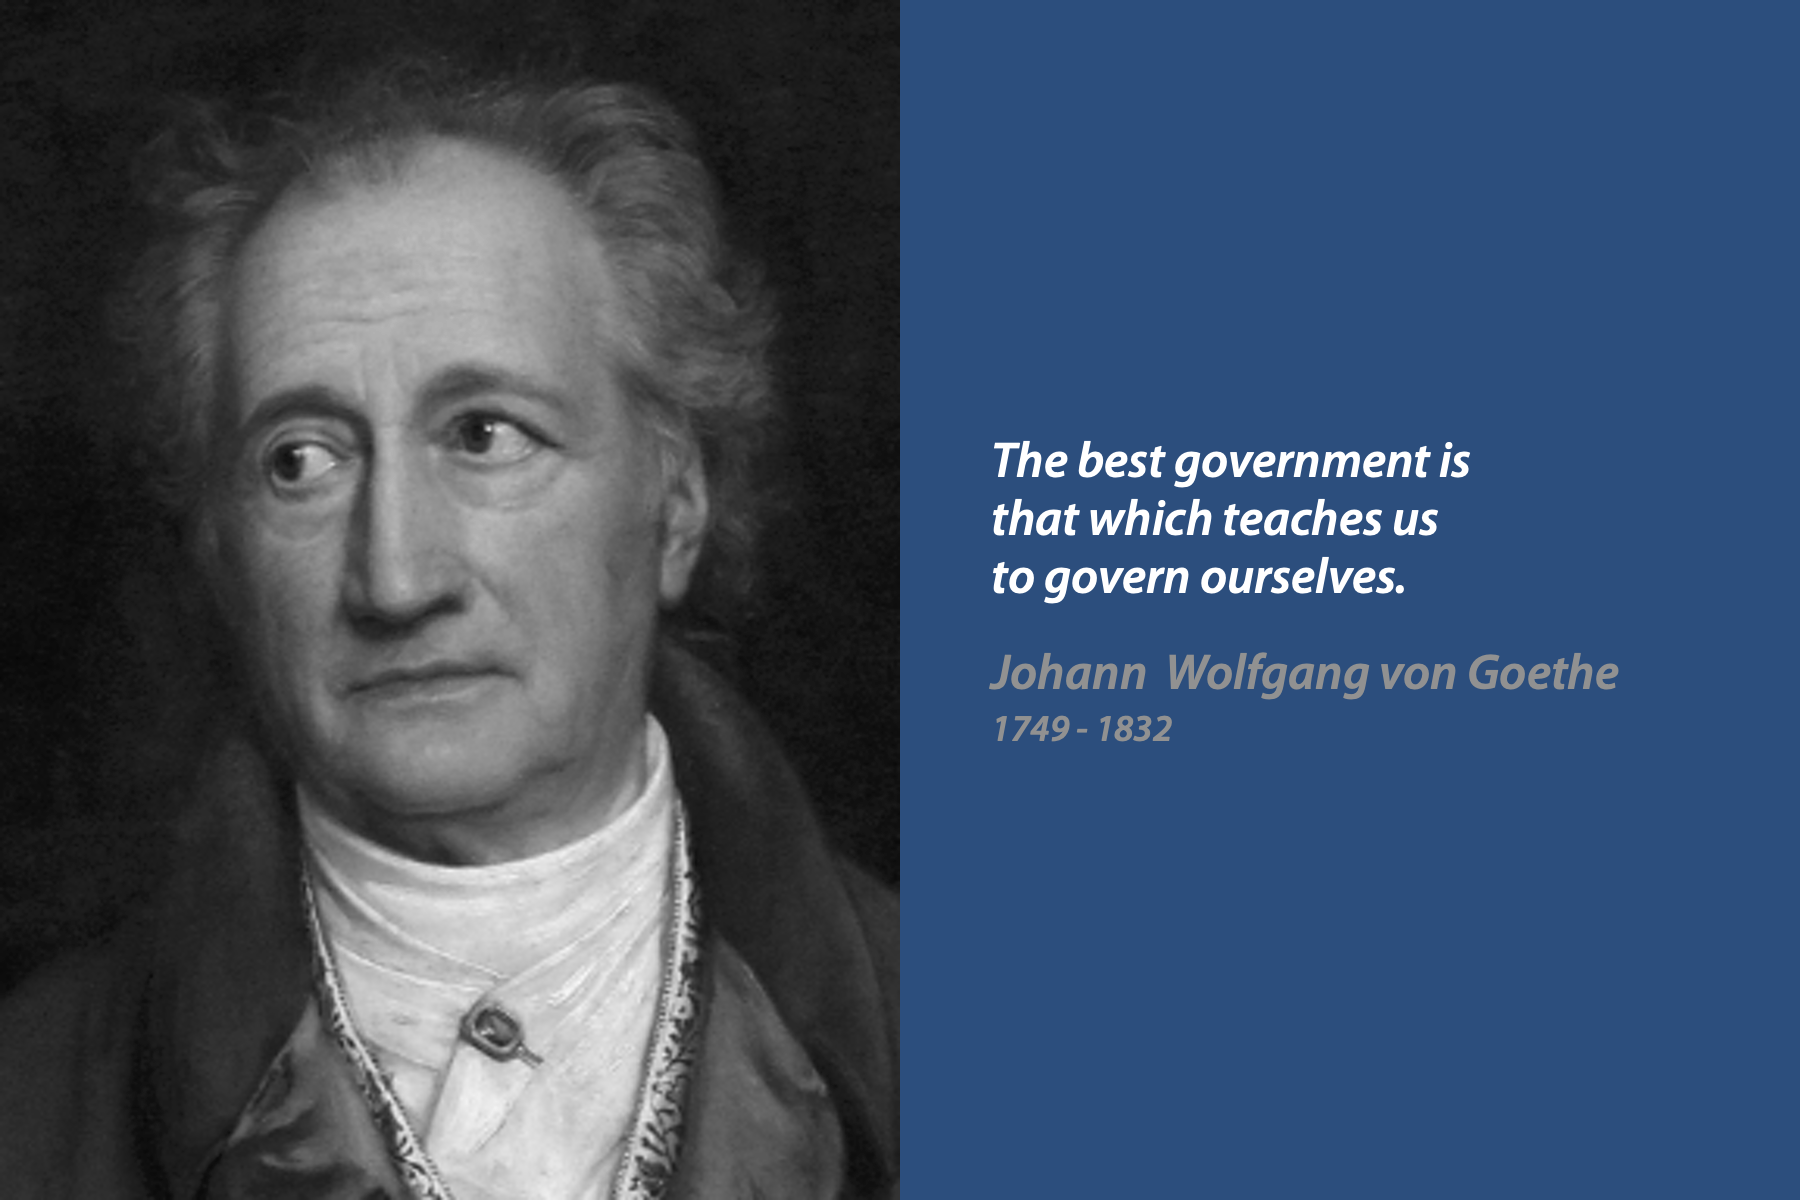 The best government is
that which teaches us
to govern ourselves.
Johann  Wolfgang von Goethe
1749 - 1832